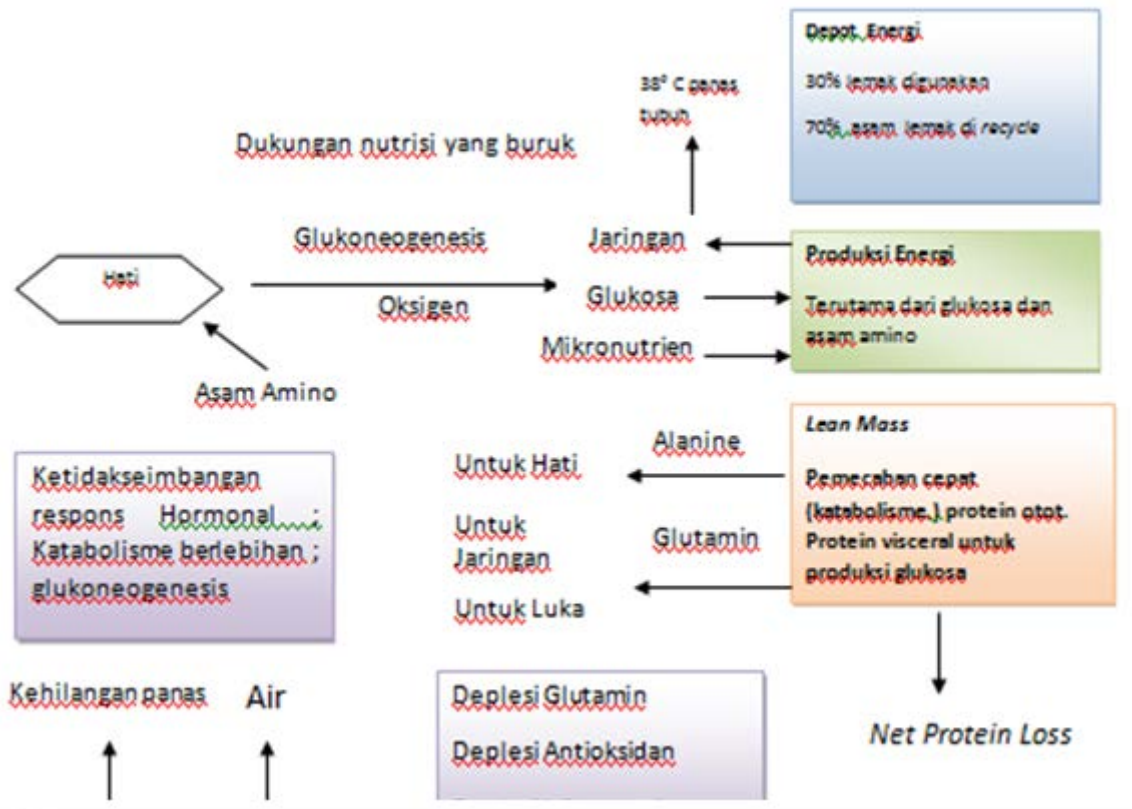 Depot Energi
30% lemak digunakan
70% asam lemak di recycle
38° C panas
tubuh
Dukungan nutrisi yang buruk
Glukoneogenesis
Oksigen
Hati
Asam Amino
Jaringan
Glukosa
Mikronutrien
Produksi Energi
Terutama dari glukosa dan
asam amino
Ketidakseimbangan
respons Hormonal ;
Katabolisme berlebihan ;
glukoneogenesis
Untuk Hati
Untuk
Jaringan
Untuk Luka
Alanine
Glutamin
Lean Mass
Pemecahan cepat
(katabolisme ) protein otot.
Protein visceral untuk
produksi glukosa
Kehilangan panas
Air
Deplesi Glutamin
Deplesi Antioksidan
Net Protein Loss